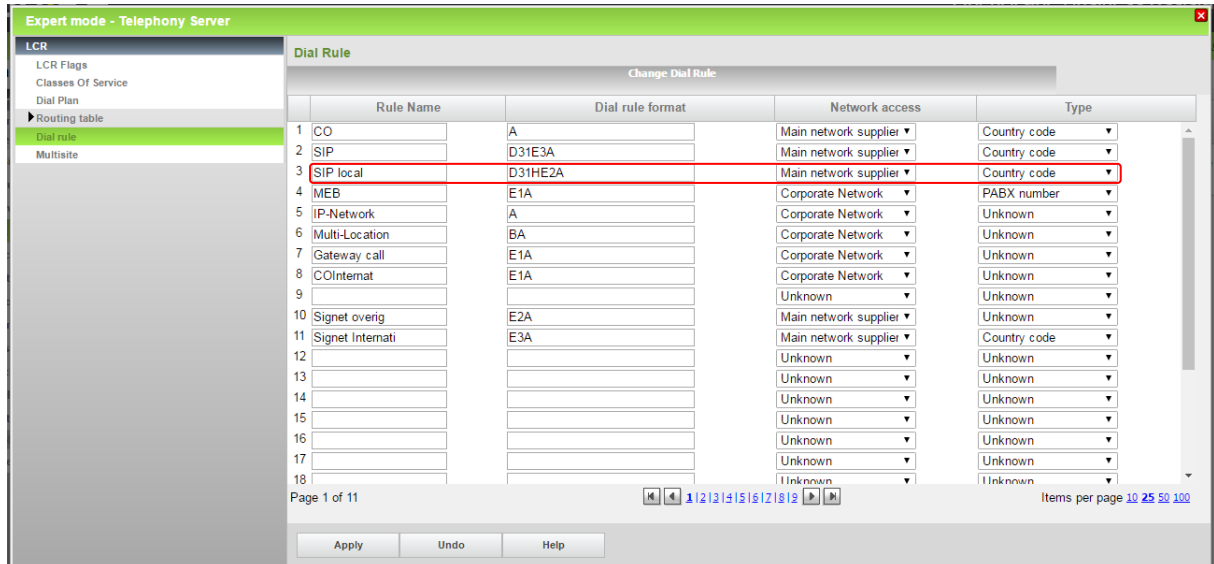 Expert mode - Telephony Server
LCR
LCR Flags
Classes Of Service
Dial Plan
Routing table
Dial rule
Multisite
Dial Rule
Change Dial Rule
Rule Name Dial rule format Network access Type
1 CO A Main network supplier Country code
2 SIP D31E3A Main network supplier Country code
3 SIP local D31HE2A Main network supplier Country code
4 MEB E1A Corporate Network PABX number
5 IP-Network A Corporate Network Unknown
6 Multi-Location BA Corporate Network Unknown
7 Gateway call E1A Corporate Network Unknown
8 COInternat E1A Corporate Network Unknown
9 Unknown Unknown
10 Signet overig E2A Main network supplier Unknown
11 Signet Internati E3A Main network supplier Country code
12 Unknown Unknown
13 Unknown Unknown
14 Unknown Unknown
15 Unknown Unknown
16 Unknown Unknown
17 Unknown Unknown
18 Unknown Unknown
Page 1 of 11 1|2|3|4|5|6|7|8|9 Items per page 10 25 50 100
Apply Undo Help